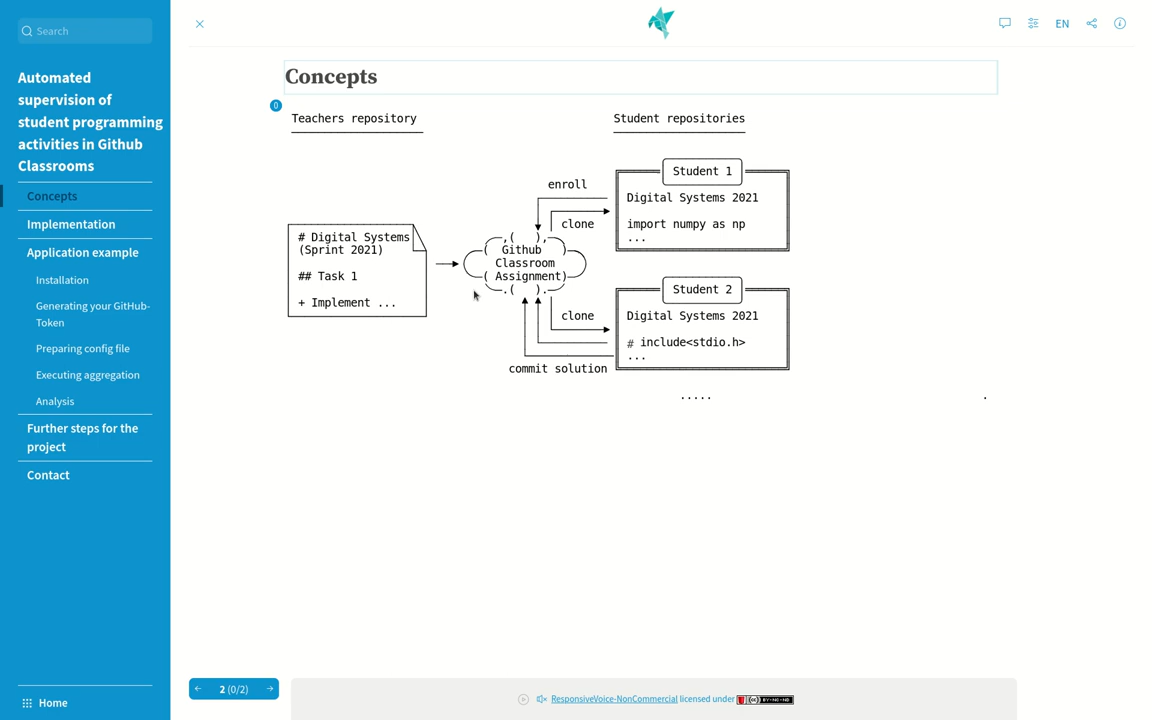 Search
Automated
supervision of
student programming
activities in Github
Classrooms
Concepts
Implementation
Application example
Installation
Generating your GitHub-
Token
Preparing config file
Executing aggregation
Analysis
Further steps for the
project
Contact
Home
EN
Concepts
0
Teachers repository
Student repositories
# Digital Systems
(Sprint 2021)
## Task 1
+ Implement ...
Github
Classroom
Assignment
enroll
clone
Student 1
Digital Systems 2021
import numpy as np
...
clone
commit solution
Student 2
Digital Systems 2021
# include<stdio.h>
...
.....
.
2 (0/2)
ResponsiveVoice-NonCommercial licensed under